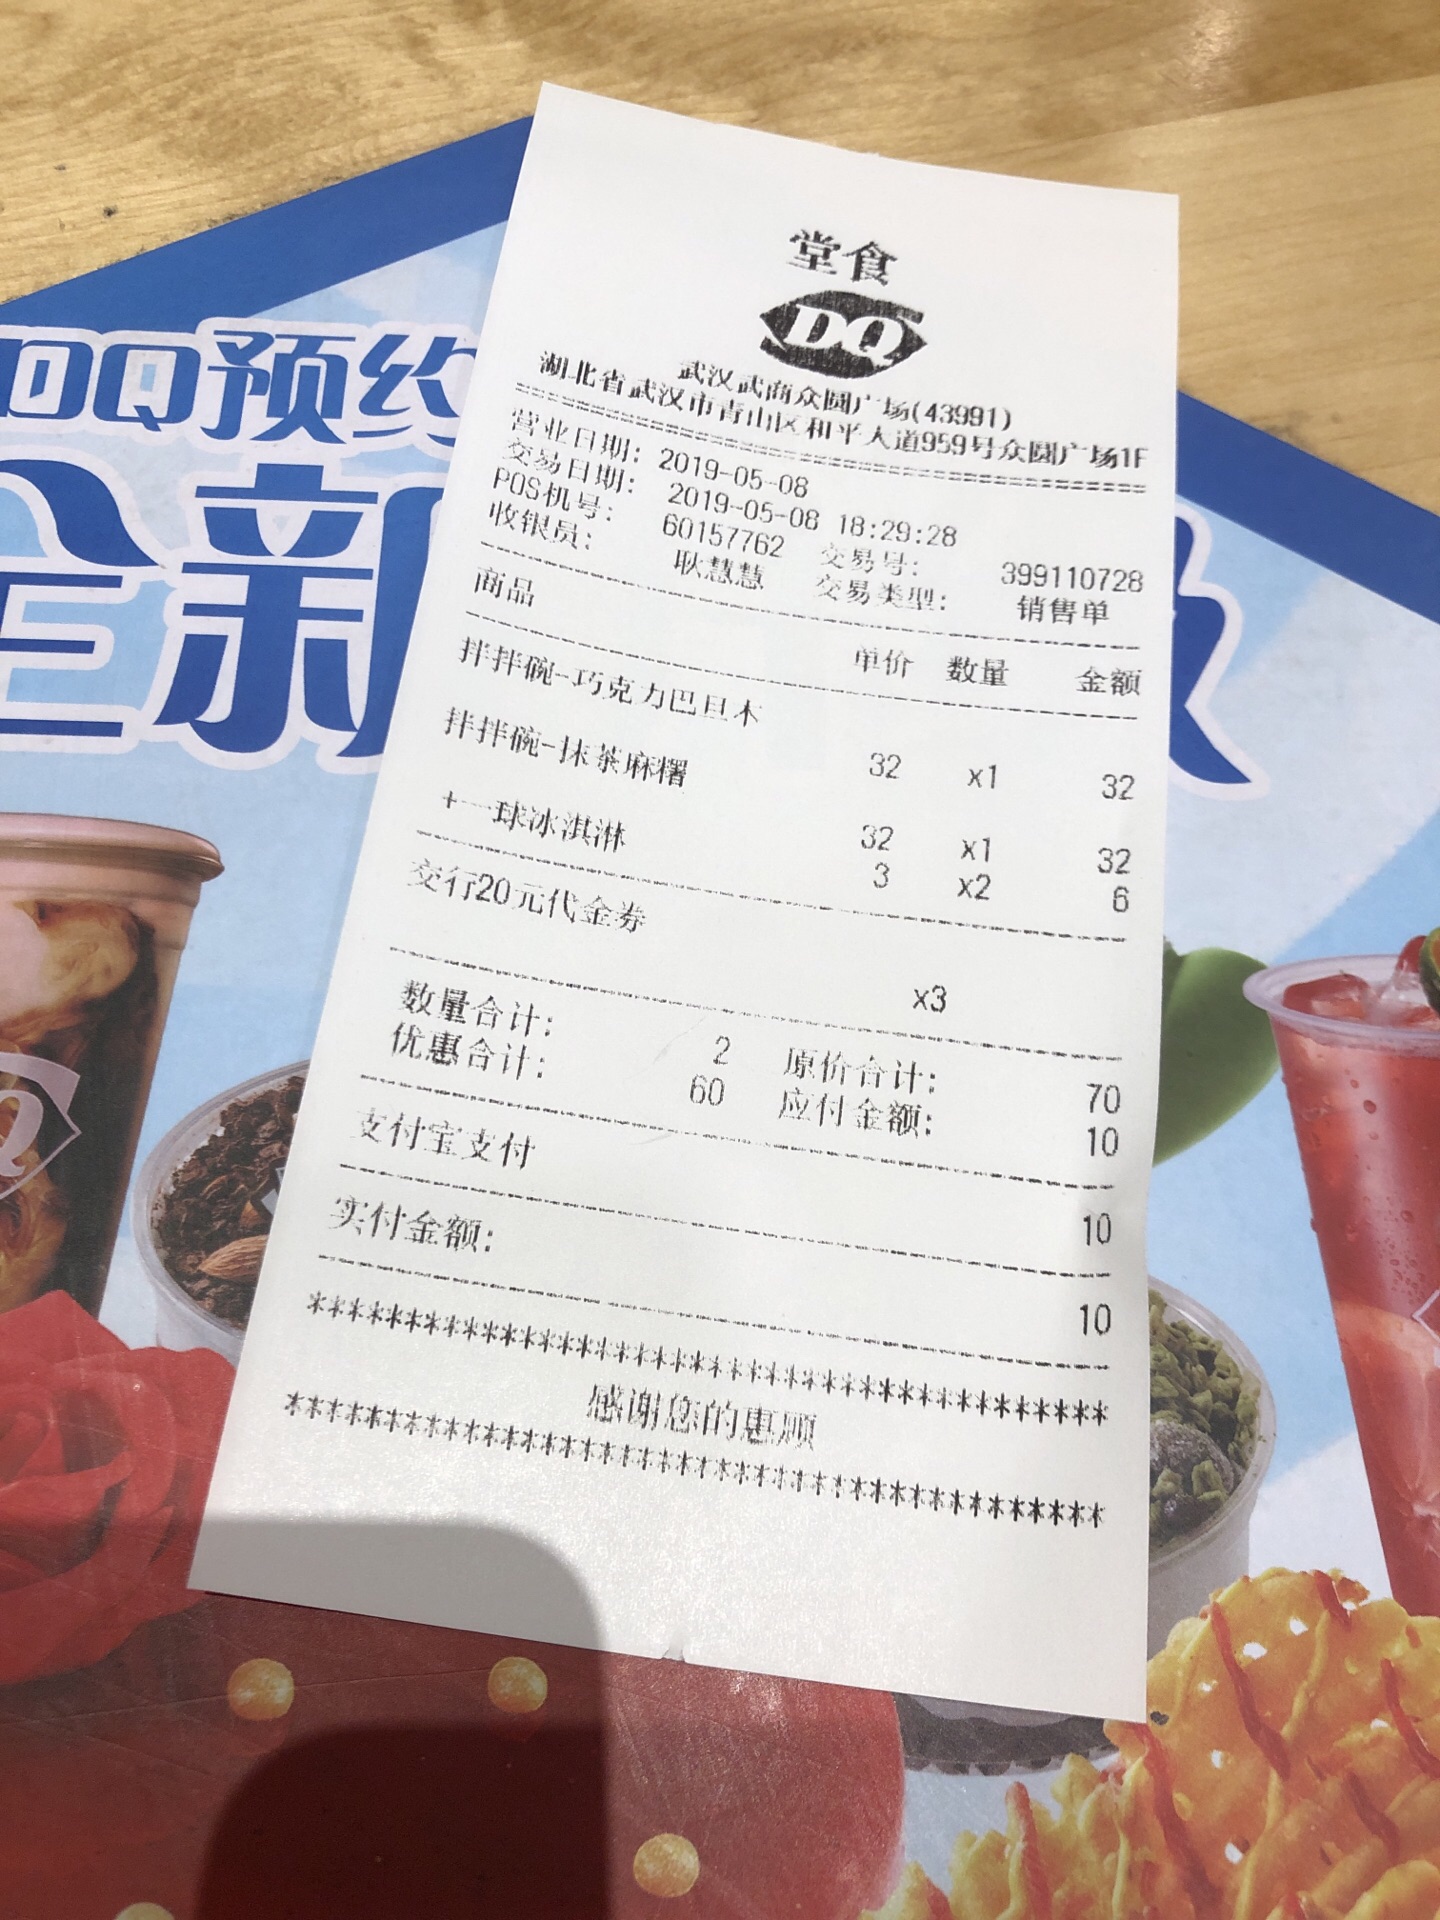 堂食
DQ
武汉武商众圆广场(43991)
湖北省武汉市青山区和平大道959号众圆广场1F
营业日期: 2019-05-08
交易日期: 2019-05-08 18:29:28
POS机号: 60157762 交易号: 399110728
收银员: 耿慧慧 交易类型: 销售单
商品 单价 数量 金额
拌拌碗-巧克力巴旦木
32 x1 32
拌拌碗-抹茶麻糬
32 x1 32
+一球冰淇淋
3 x2 6
交行20元代金券
x3
数量合计: 2 原价合计: 70
优惠合计: 60 应付金额: 10
支付宝支付
10
实付金额:
10
*****************************************
感谢您的惠顾
*****************************************
DQ预约
全新